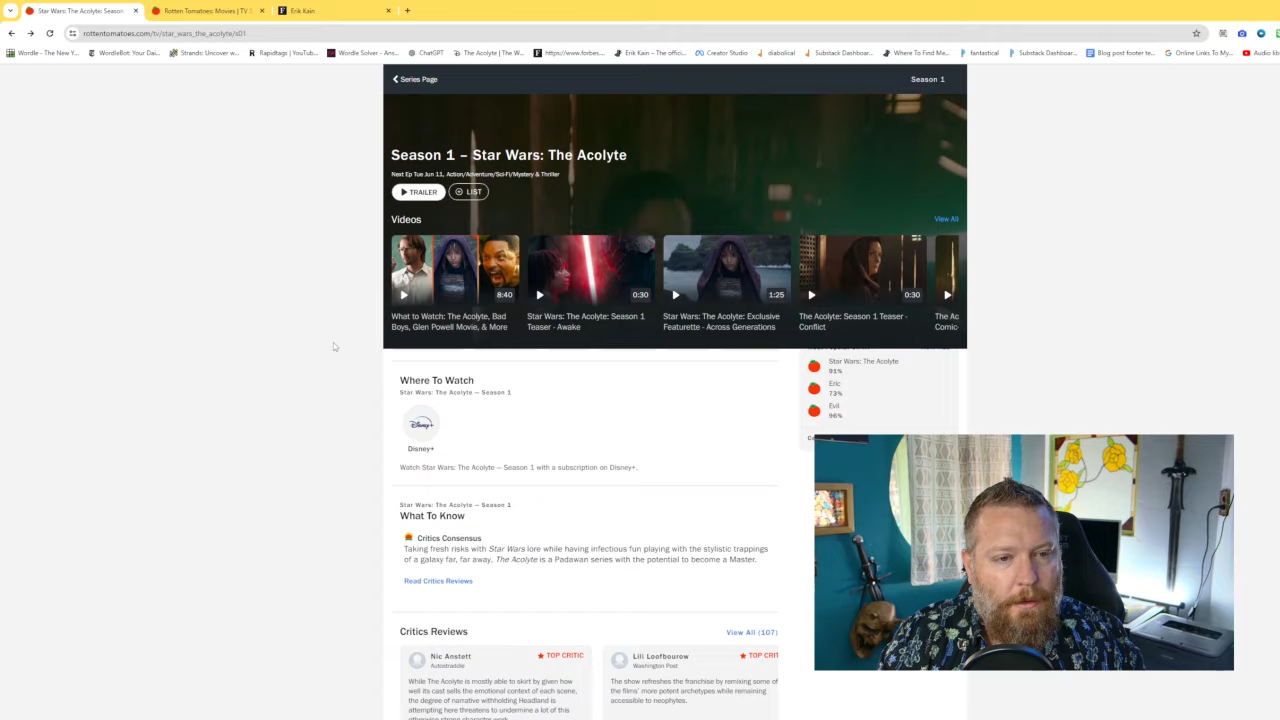 Star Wars: The Acolyte: Season
Rotten Tomatoes: Movies | TV S
Erik Kain
rottentomatoes.com/tv/star_wars_the_acolyte/s01
Wordle - The New Y...
WordleBot: Your Dai...
Strands: Uncover w...
Rapidtags | YouTub...
Wordle Solver - Ans...
ChatGPT
The Acolyte | The W...
https://www.forbes....
Erik Kain – The offici...
Creator Studio
diabolical
Substack Dashboar...
Where To Find Me...
fantastical
Substack Dashboar...
Blog post footer te...
Online Links To My...
Audio lib
Series Page
Season 1
Season 1 – Star Wars: The Acolyte
Next Ep Tue Jun 11, Action/Adventure/Sci-Fi/Mystery & Thriller
TRAILER
LIST
Videos
View All
8:40
0:30
1:25
0:30
What to Watch: The Acolyte, Bad
Boys, Glen Powell Movie, & More
Star Wars: The Acolyte: Season 1
Teaser - Awake
Star Wars: The Acolyte: Exclusive
Featurette - Across Generations
The Acolyte: Season 1 Teaser -
Conflict
The Ac
Comic-
Star Wars: The Acolyte
91%
Eric
73%
Evil
96%
Where To Watch
Star Wars: The Acolyte — Season 1
Disney+
Disney+
Watch Star Wars: The Acolyte — Season 1 with a subscription on Disney+.
Star Wars: The Acolyte — Season 1
What To Know
Critics Consensus
Taking fresh risks with Star Wars lore while having infectious fun playing with the stylistic trappings
of a galaxy far, far away, The Acolyte is a Padawan series with the potential to become a Master.
Read Critics Reviews
Critics Reviews
View All (107)
Nic Anstett
Autostraddle
TOP CRITIC
While The Acolyte is mostly able to skirt by given how
well its cast sells the emotional context of each scene,
the degree of narrative withholding Headland is
attempting here threatens to undermine a lot of this
otherwise strong character work.
Lili Loofbourow
Washington Post
TOP CRIT
The show refreshes the franchise by remixing some of
the films' more potent archetypes while remaining
accessible to neophytes.